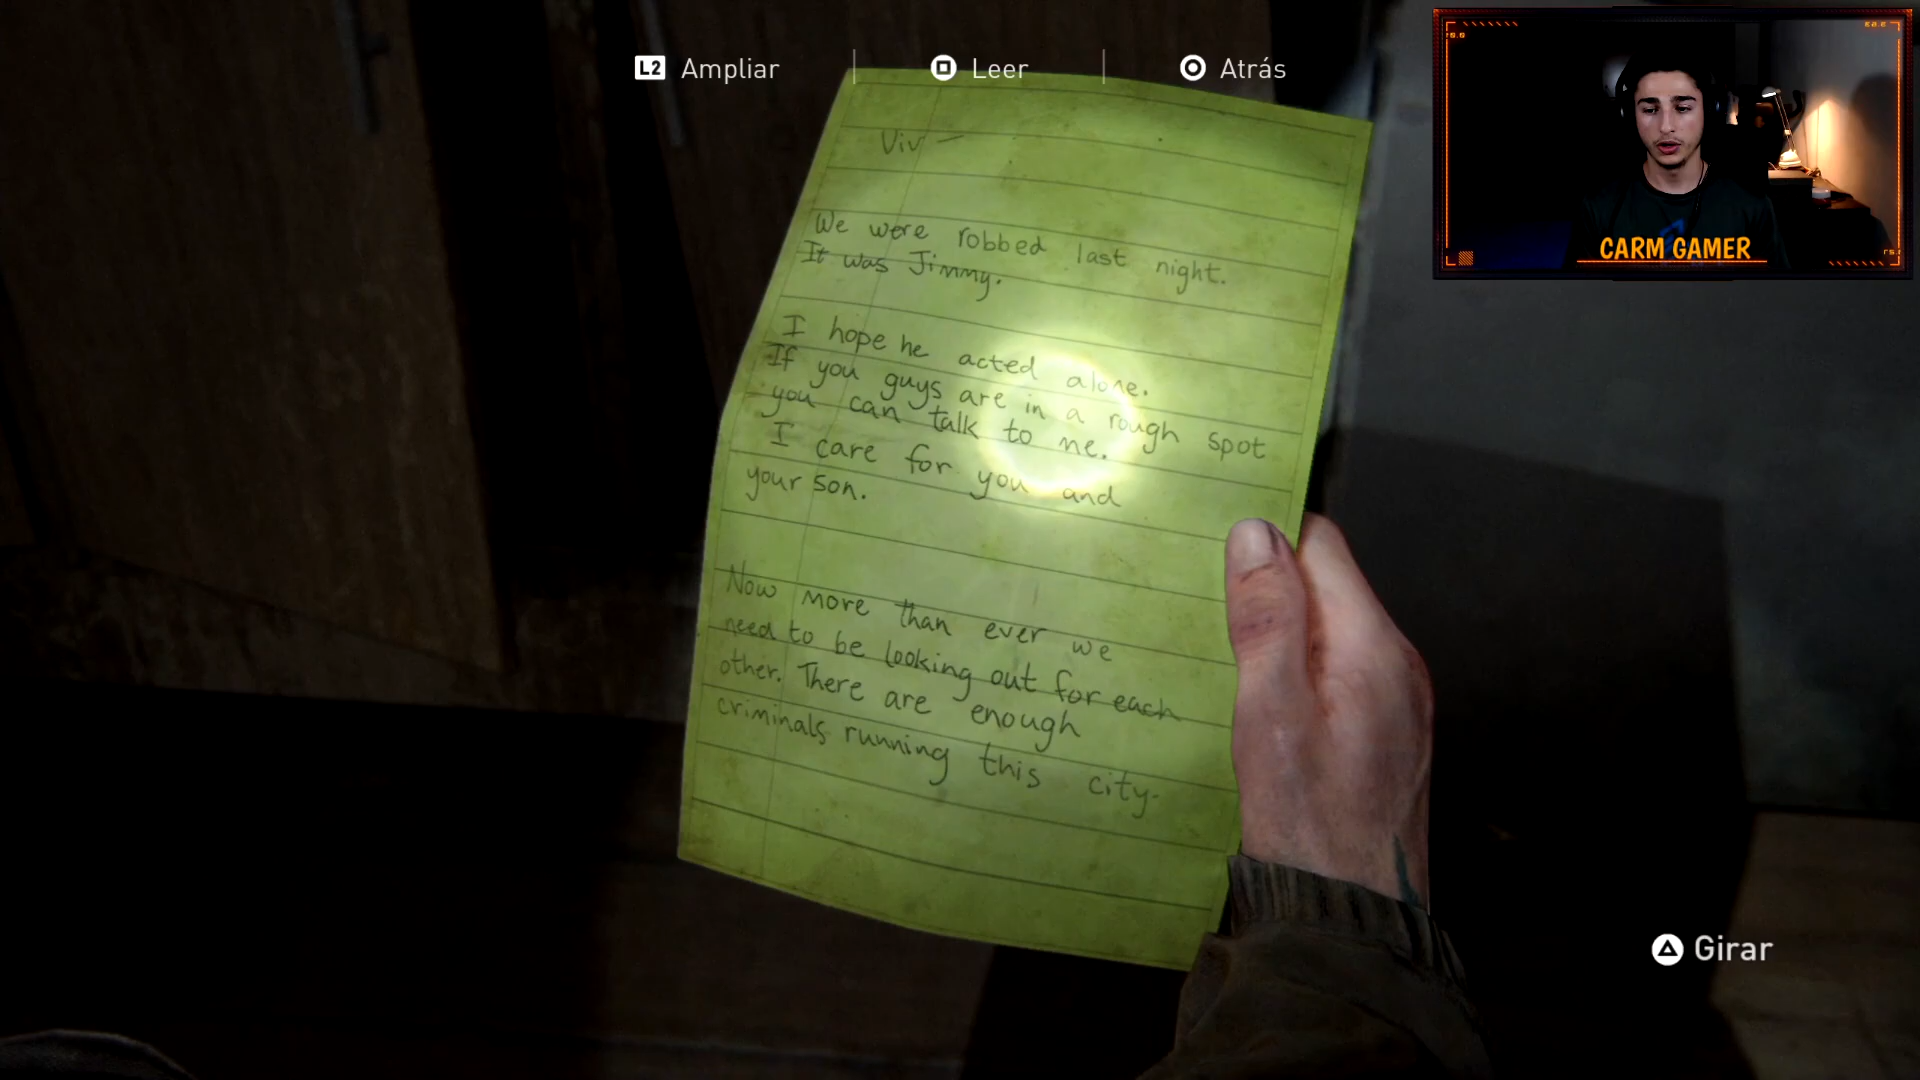 L2 Ampliar
Leer
Atrás
Viv —
We were robbed last night.
It was Jimmy.
I hope he acted alone.
If you guys are in a rough spot
you can talk to me.
I care for you and
your son.
Now more than ever we
need to be looking out for each
other. There are enough
criminals running this city.
CARM GAMER
Girar